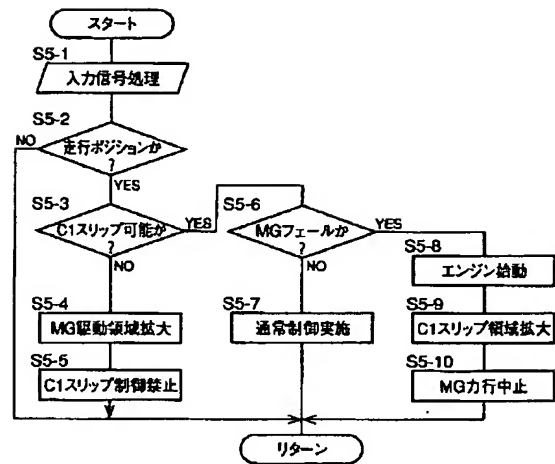 スタート
S5-1
入力信号処理
S5-2
NO
走行ポジションか
?
YES
S5-3
C1スリップ可能か
?
YES
NO
S5-6
MGフェールか
?
YES
NO
S5-4
MG駆動領域拡大
S5-5
C1スリップ制御禁止
S5-7
通常制御実施
S5-8
エンジン始動
S5-9
C1スリップ領域拡大
S5-10
MG力行中止
リターン